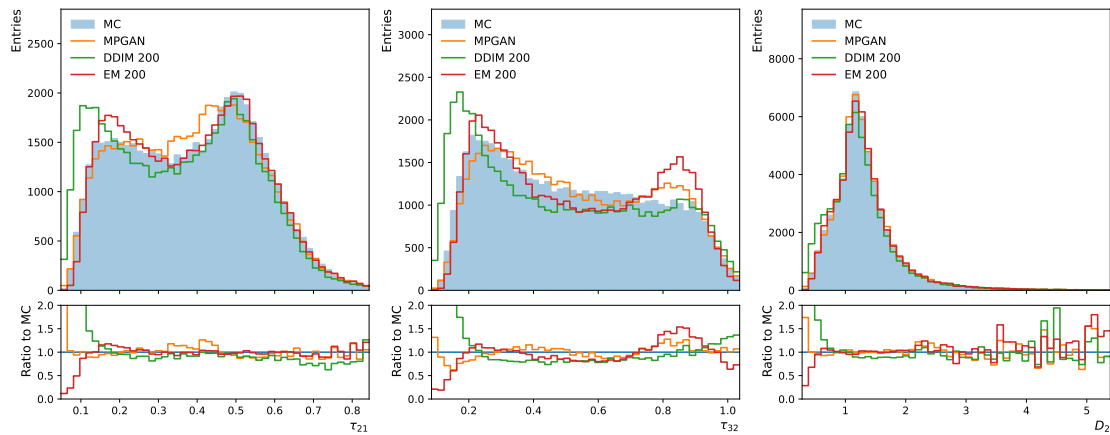 Entries
MC
MPGAN
DDIM 200
EM 200
2500
2000
1500
1000
500
0
Ratio to MC
2.0
1.5
1.0
0.5
0.0
0.1 0.2 0.3 0.4 0.5 0.6 0.7 0.8
τ21
Entries
MC
MPGAN
DDIM 200
EM 200
3000
2500
2000
1500
1000
500
0
Ratio to MC
2.0
1.5
1.0
0.5
0.0
0.2 0.4 0.6 0.8 1.0
τ32
Entries
MC
MPGAN
DDIM 200
EM 200
8000
6000
4000
2000
0
Ratio to MC
2.0
1.5
1.0
0.5
0.0
1 2 3 4 5
D2